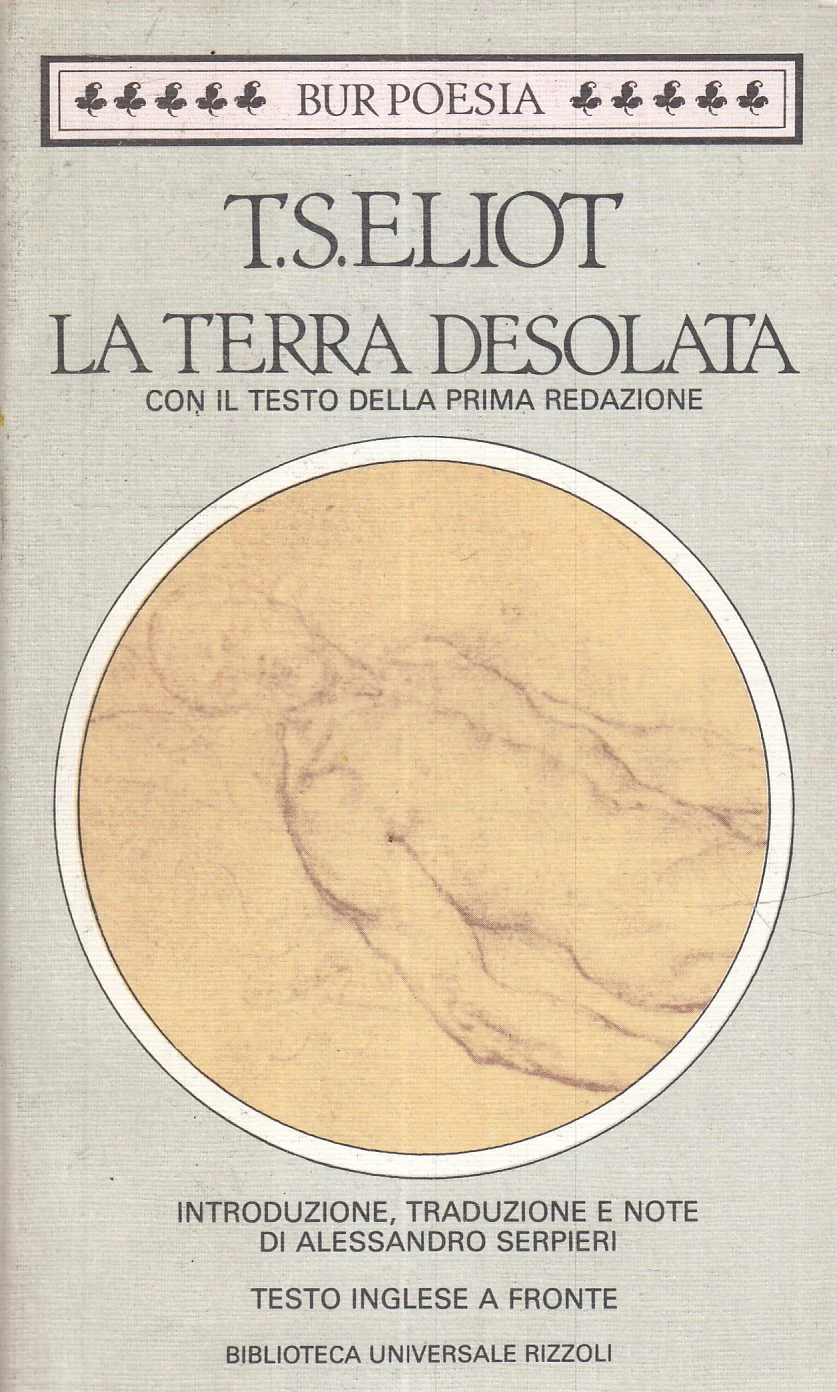 BUR POESIA
T.S.ELIOT
LA TERRA DESOLATA
CON IL TESTO DELLA PRIMA REDAZIONE
INTRODUZIONE, TRADUZIONE E NOTE
DI ALESSANDRO SERPIERI
TESTO INGLESE A FRONTE
BIBLIOTECA UNIVERSALE RIZZOLI